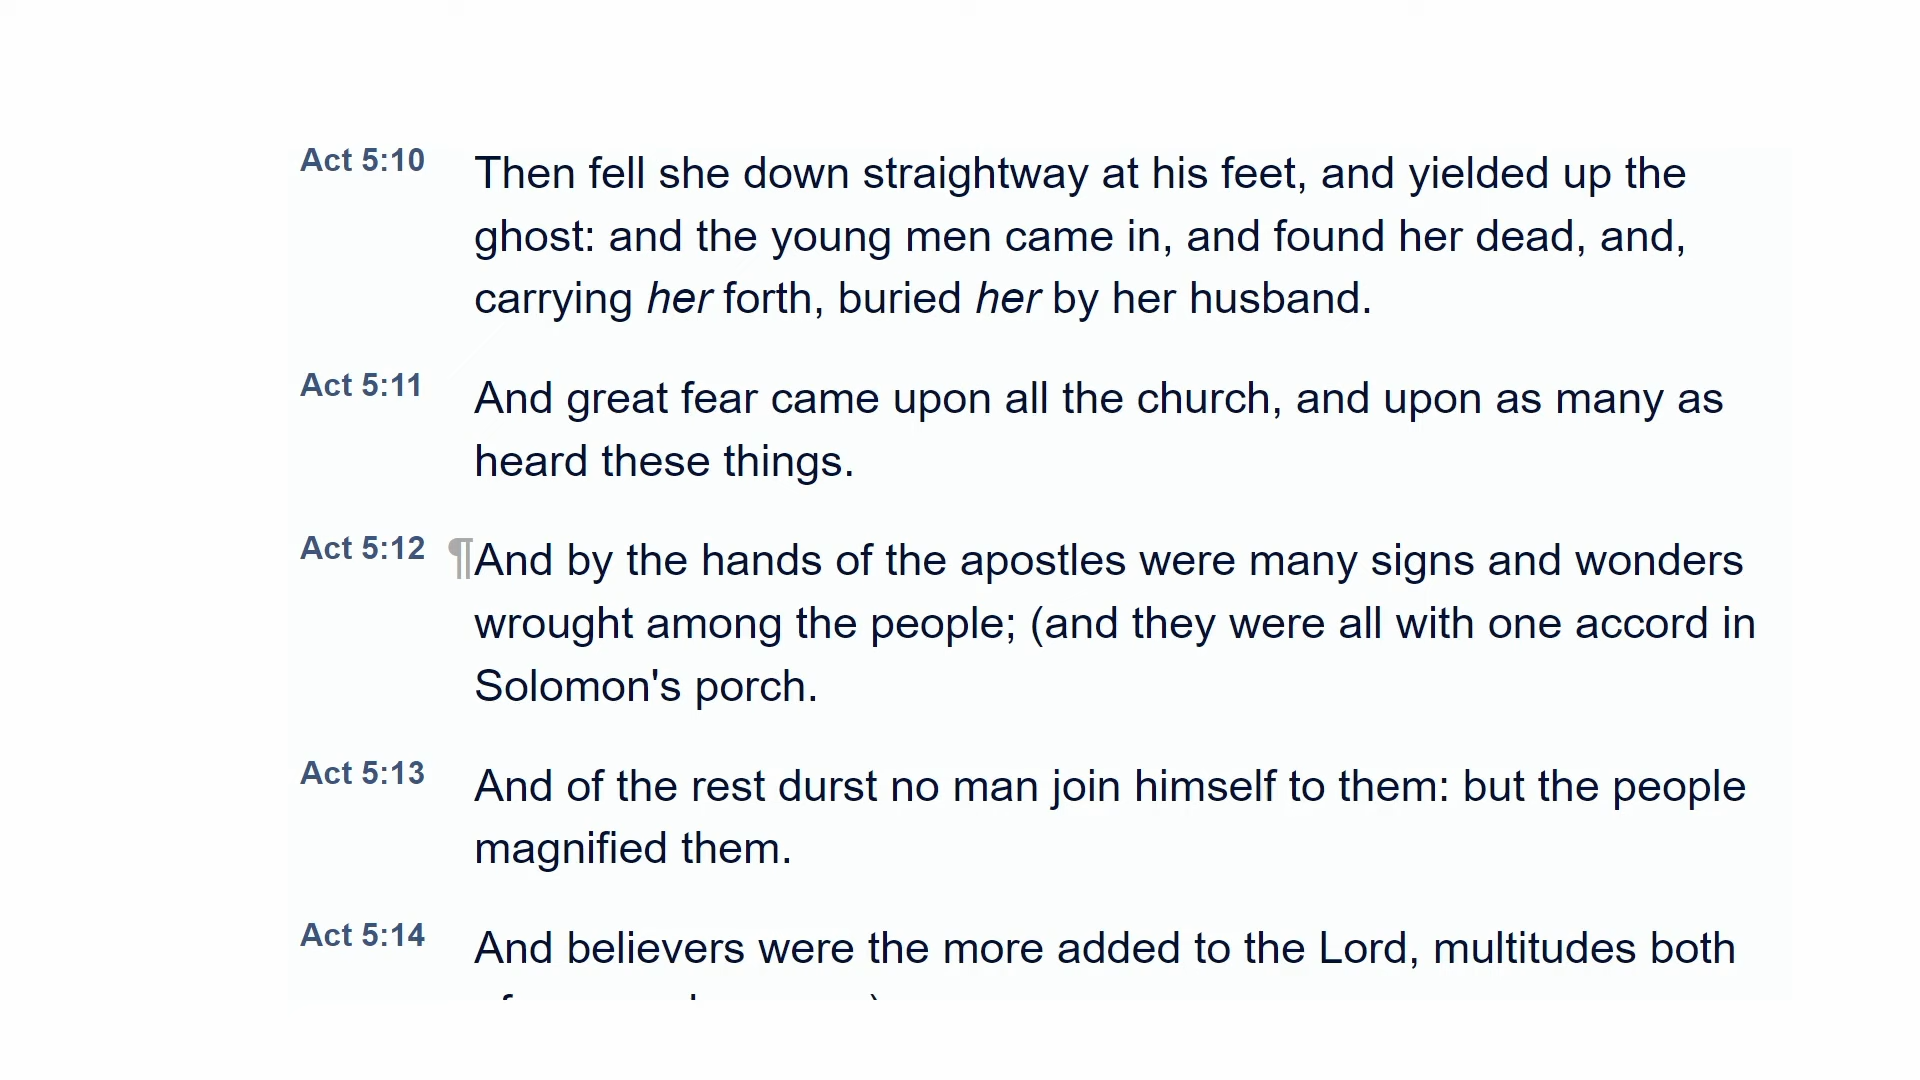 Act 5:10 Then fell she down straightway at his feet, and yielded up the
ghost: and the young men came in, and found her dead, and,
carrying her forth, buried her by her husband.
Act 5:11 And great fear came upon all the church, and upon as many as
heard these things.
Act 5:12 ¶And by the hands of the apostles were many signs and wonders
wrought among the people; (and they were all with one accord in
Solomon's porch.
Act 5:13 And of the rest durst no man join himself to them: but the people
magnified them.
Act 5:14 And believers were the more added to the Lord, multitudes both